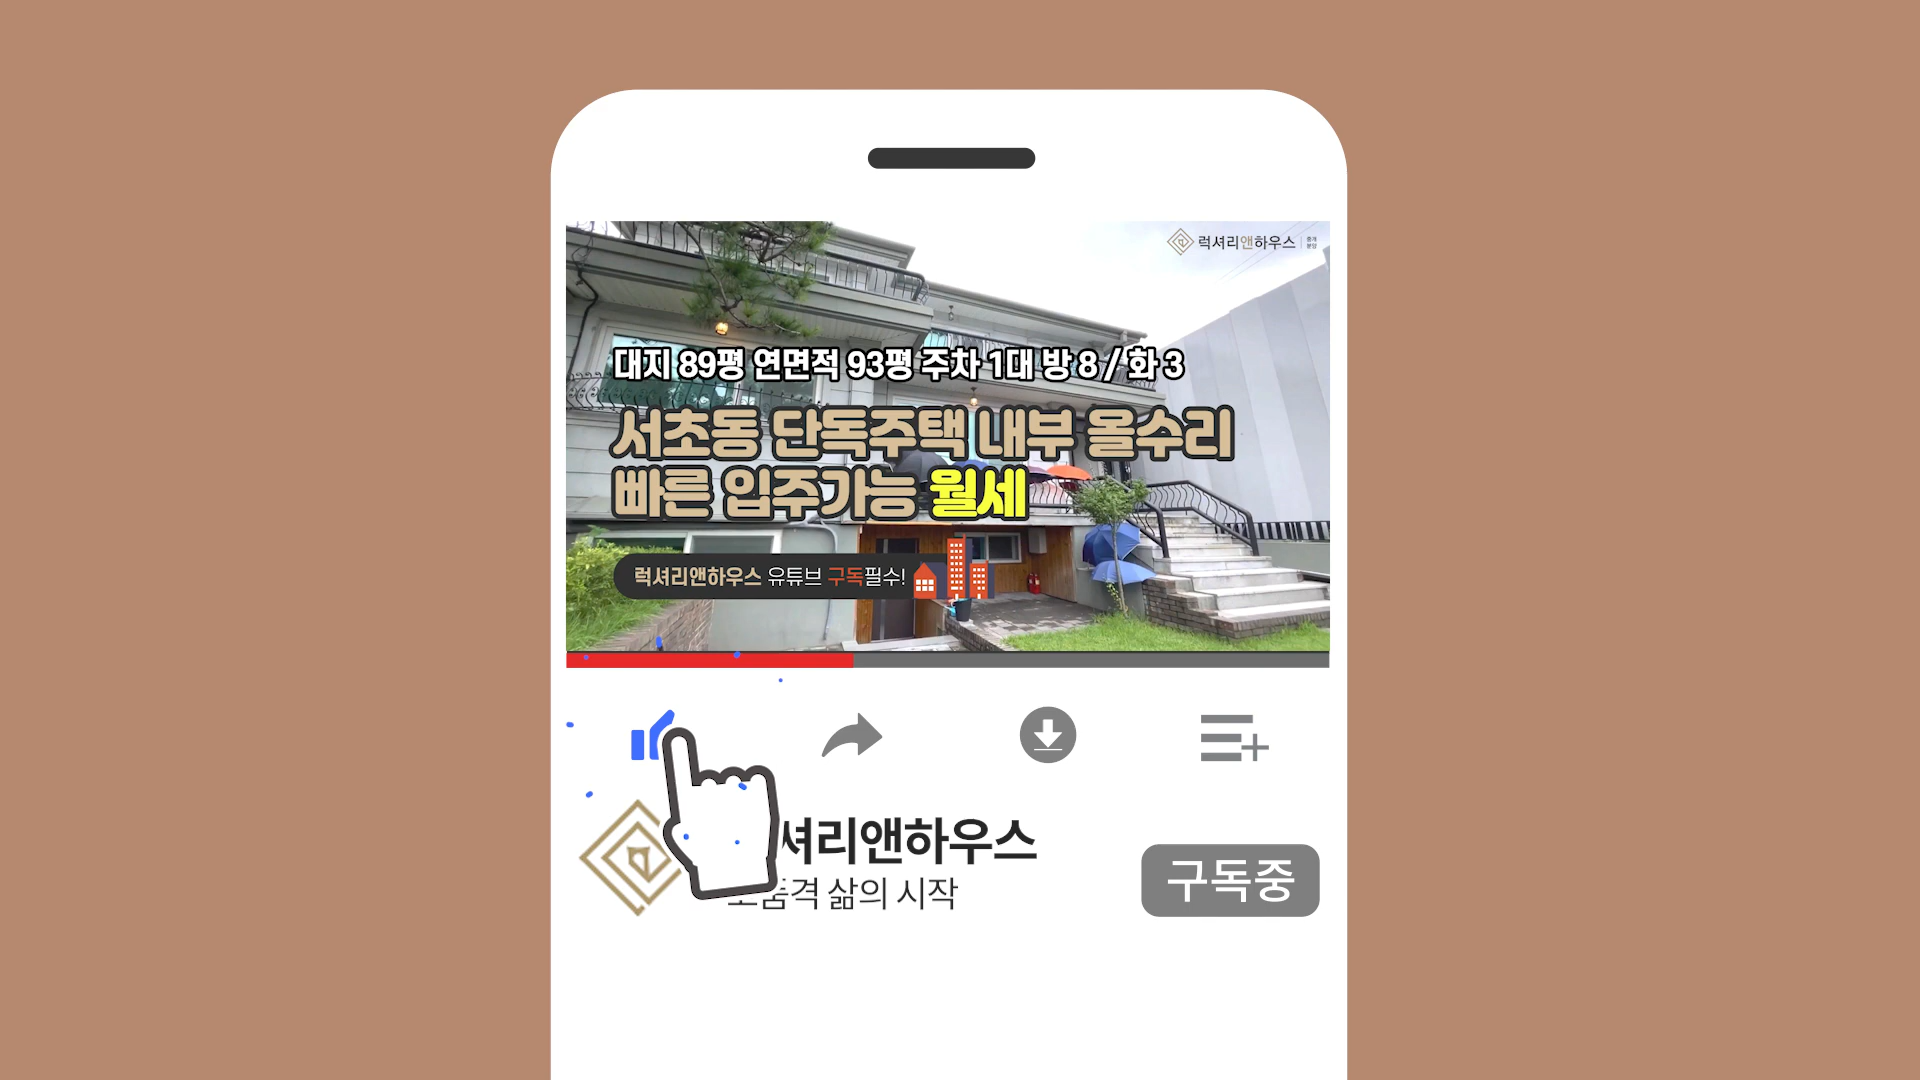 럭셔리앤하우스
대지 89평 연면적 93평 주차 1대 방 8 / 화 3
서초동 단독주택 내부 올수리
빠른 입주가능 월세
럭셔리앤하우스 유튜브 구독필수!
셔리앤하우스
품격 삶의 시작
구독중